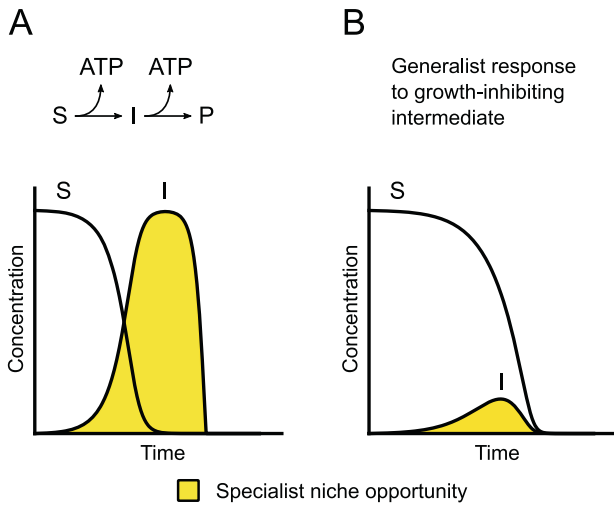 A
ATP ATP
S I P
S I
Concentration
Time
B
Generalist response
to growth-inhibiting
intermediate
S
I
Concentration
Time
Specialist niche opportunity